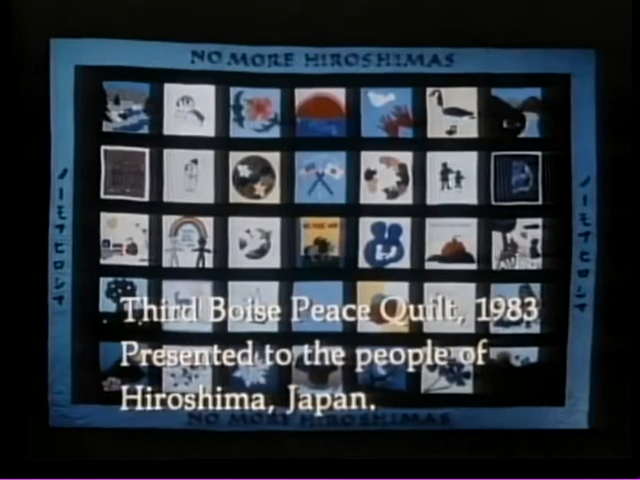 NO MORE HIROSHIMAS
ノーモアヒロシマ
ノーモアヒロシマ
Third Boise Peace Quilt, 1983
Presented to the people of
Hiroshima, Japan.
NO MORE HIROSHIMAS